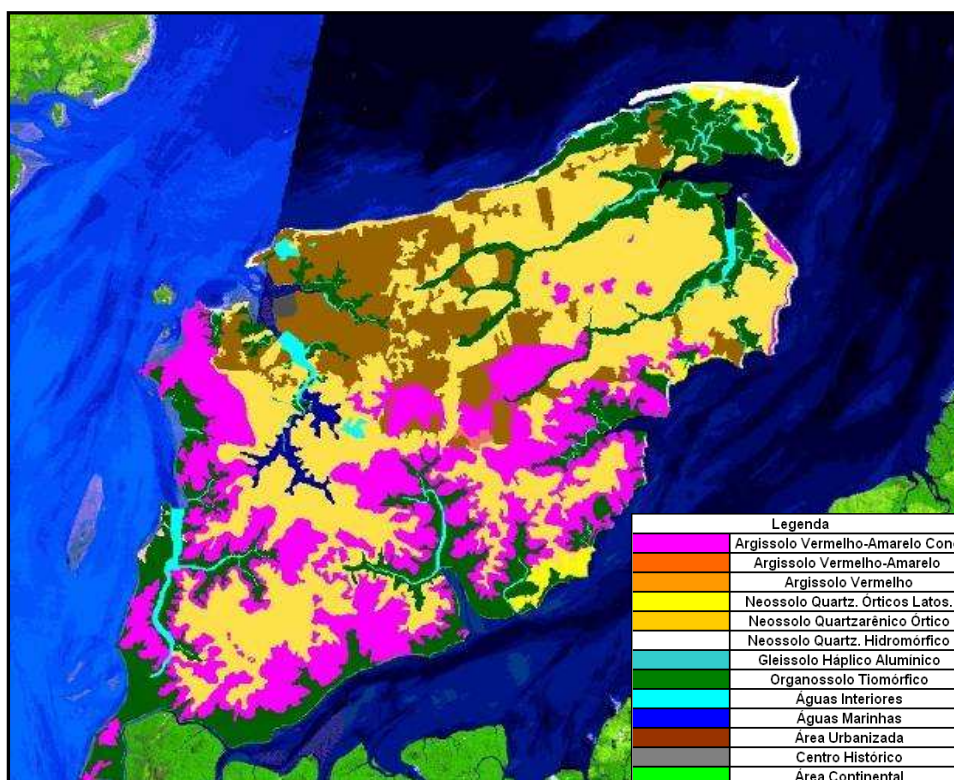 Legenda
Argissolo Vermelho-Amarelo Conc
Argissolo Vermelho-Amarelo
Argissolo Vermelho
Neossolo Quartz. Órticos Latos.
Neossolo Quartzarênico Órtico
Neossolo Quartz. Hidromórfico
Gleissolo Háplico Alumínico
Organossolo Tiomórfico
Águas Interiores
Águas Marinhas
Área Urbanizada
Centro Histórico
Área Continental